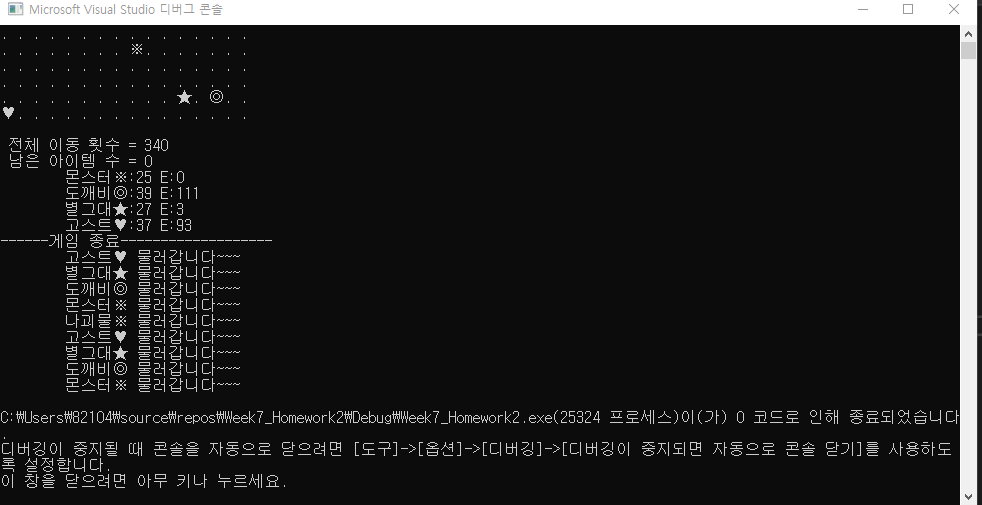 Microsoft Visual Studio 디버그 콘솔
. . . . . . . . . . . . . . . .
. . . . . . . . ※. . . . . . .
. . . . . . . . . . . . . . . .
. . . . . . . . . . . . . . . .
. . . . . . . . . . . ★. ◎. .
♥. . . . . . . . . . . . . . .
전체 이동 횟수 = 340
남은 아이템 수 = 0
몬스터※:25 E:0
도깨비◎:39 E:111
별그대★:27 E:3
고스트♥:37 E:93
------게임 종료-------------------
고스트♥ 물러갑니다~~~
별그대★ 물러갑니다~~~
도깨비◎ 물러갑니다~~~
몬스터※ 물러갑니다~~~
나괴물※ 물러갑니다~~~
고스트♥ 물러갑니다~~~
별그대★ 물러갑니다~~~
도깨비◎ 물러갑니다~~~
몬스터※ 물러갑니다~~~
C:₩Users₩82104₩source₩repos₩Week7_Homework2₩Debug₩Week7_Homework2.exe(25324 프로세스)이(가) 0 코드로 인해 종료되었습니다
.
디버깅이 중지될 때 콘솔을 자동으로 닫으려면 [도구]->[옵션]->[디버깅]->[디버깅이 중지되면 자동으로 콘솔 닫기]를 사용하도
록 설정합니다.
이 창을 닫으려면 아무 키나 누르세요.